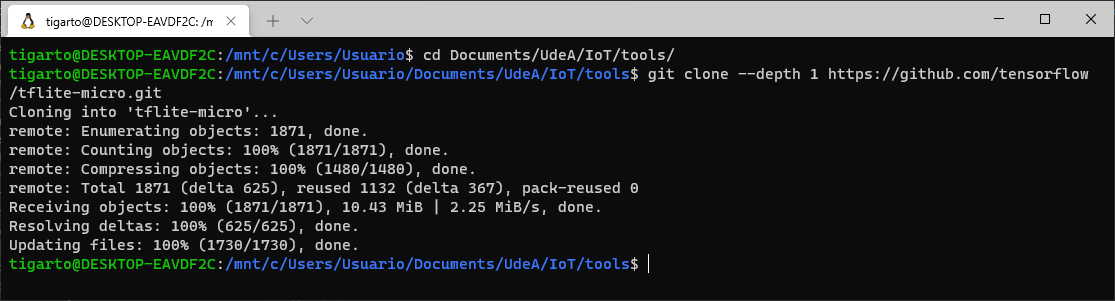 tigarto@DESKTOP-EAVDF2C: /m
tigarto@DESKTOP-EAVDF2C:/mnt/c/Users/Usuario$ cd Documents/UdeA/IoT/tools/
tigarto@DESKTOP-EAVDF2C:/mnt/c/Users/Usuario/Documents/UdeA/IoT/tools$ git clone --depth 1 https://github.com/tensorflow
/tflite-micro.git
Cloning into 'tflite-micro'...
remote: Enumerating objects: 1871, done.
remote: Counting objects: 100% (1871/1871), done.
remote: Compressing objects: 100% (1480/1480), done.
remote: Total 1871 (delta 625), reused 1132 (delta 367), pack-reused 0
Receiving objects: 100% (1871/1871), 10.43 MiB | 2.25 MiB/s, done.
Resolving deltas: 100% (625/625), done.
Updating files: 100% (1730/1730), done.
tigarto@DESKTOP-EAVDF2C:/mnt/c/Users/Usuario/Documents/UdeA/IoT/tools$